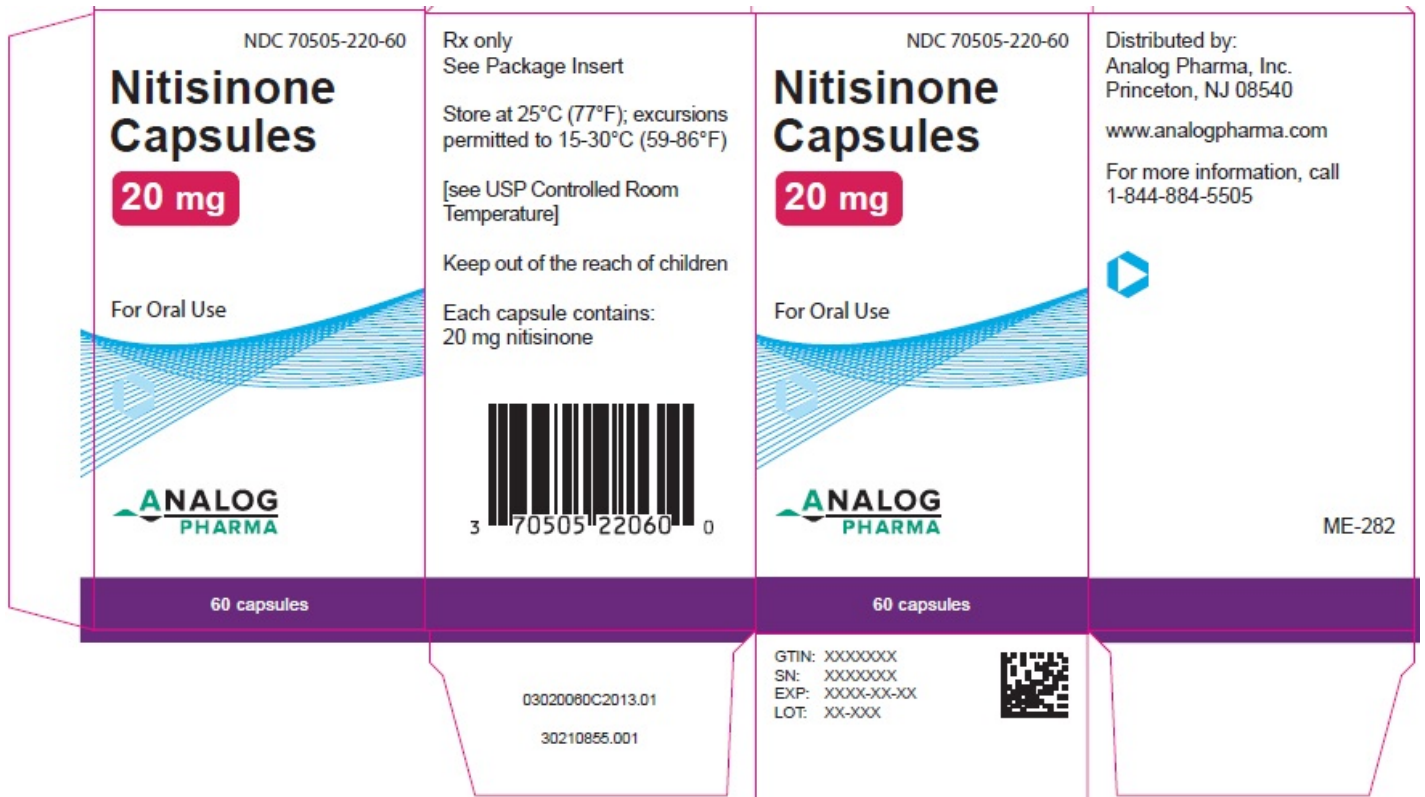 NDC 70505-220-60
Nitisinone
Capsules
20 mg
For Oral Use
ANALOG
PHARMA
60 capsules
Rx only
See Package Insert
Store at 25°C (77°F); excursions
permitted to 15-30°C (59-86°F)
[see USP Controlled Room
Temperature]
Keep out of the reach of children
Each capsule contains:
20 mg nitisinone
3 70505 22060 0
03020060C2013.01
30210855.001
NDC 70505-220-60
Nitisinone
Capsules
20 mg
For Oral Use
ANALOG
PHARMA
60 capsules
GTIN: XXXXXXX
SN: XXXXXXX
EXP: XXXX-XX-XX
LOT: XX-XXX
Distributed by:
Analog Pharma, Inc.
Princeton, NJ 08540
www.analogpharma.com
For more information, call
1-844-884-5505
ME-282